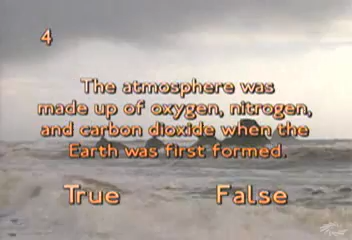 4
The atmosphere was
made up of oxygen, nitrogen,
and carbon dioxide when the
Earth was first formed.
True False